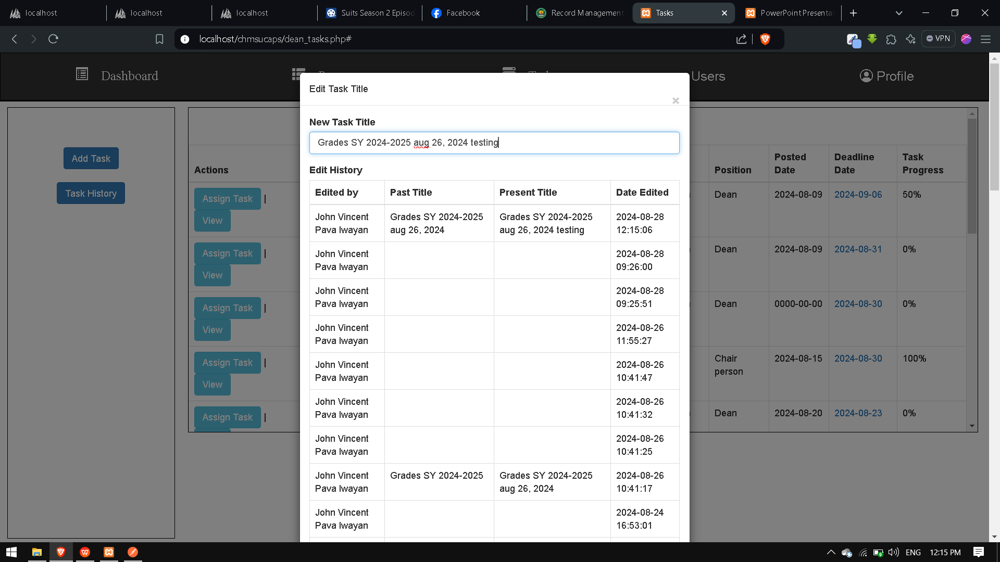 localhost
localhost
localhost
Suits Season 2 Episod
Facebook
Record Management
Tasks
PowerPoint Presenta
localhost/chmsucaps/dean_tasks.php#
VPN
Dashboard
Users
Profile
Add Task
Task History
Edit Task Title
×
New Task Title
Grades SY 2024-2025 aug 26, 2024 testing
Edit History
Edited by Past Title Present Title Date Edited
John Vincent Grades SY 2024-2025 Grades SY 2024-2025 2024-08-28
Pava Iwayan aug 26, 2024 aug 26, 2024 testing 12:15:06
John Vincent 2024-08-28
Pava Iwayan 09:26:00
John Vincent 2024-08-28
Pava Iwayan 09:25:51
John Vincent 2024-08-26
Pava Iwayan 11:55:27
John Vincent 2024-08-26
Pava Iwayan 10:41:47
John Vincent 2024-08-26
Pava Iwayan 10:41:32
John Vincent 2024-08-26
Pava Iwayan 10:41:25
John Vincent Grades SY 2024-2025 Grades SY 2024-2025 2024-08-26
Pava Iwayan aug 26, 2024 10:41:17
John Vincent 2024-08-24
Pava Iwayan 16:53:01
Actions
Position
Posted Date
Deadline Date
Task Progress
Assign Task |
View
Dean 2024-08-09 2024-09-06 50%
Assign Task |
View
Dean 2024-08-09 2024-08-31 0%
Assign Task |
View
Dean 0000-00-00 2024-08-30 0%
Assign Task |
View
Chair person 2024-08-15 2024-08-30 100%
Assign Task |
Dean 2024-08-20 2024-08-23 0%
ENG
12:15 PM